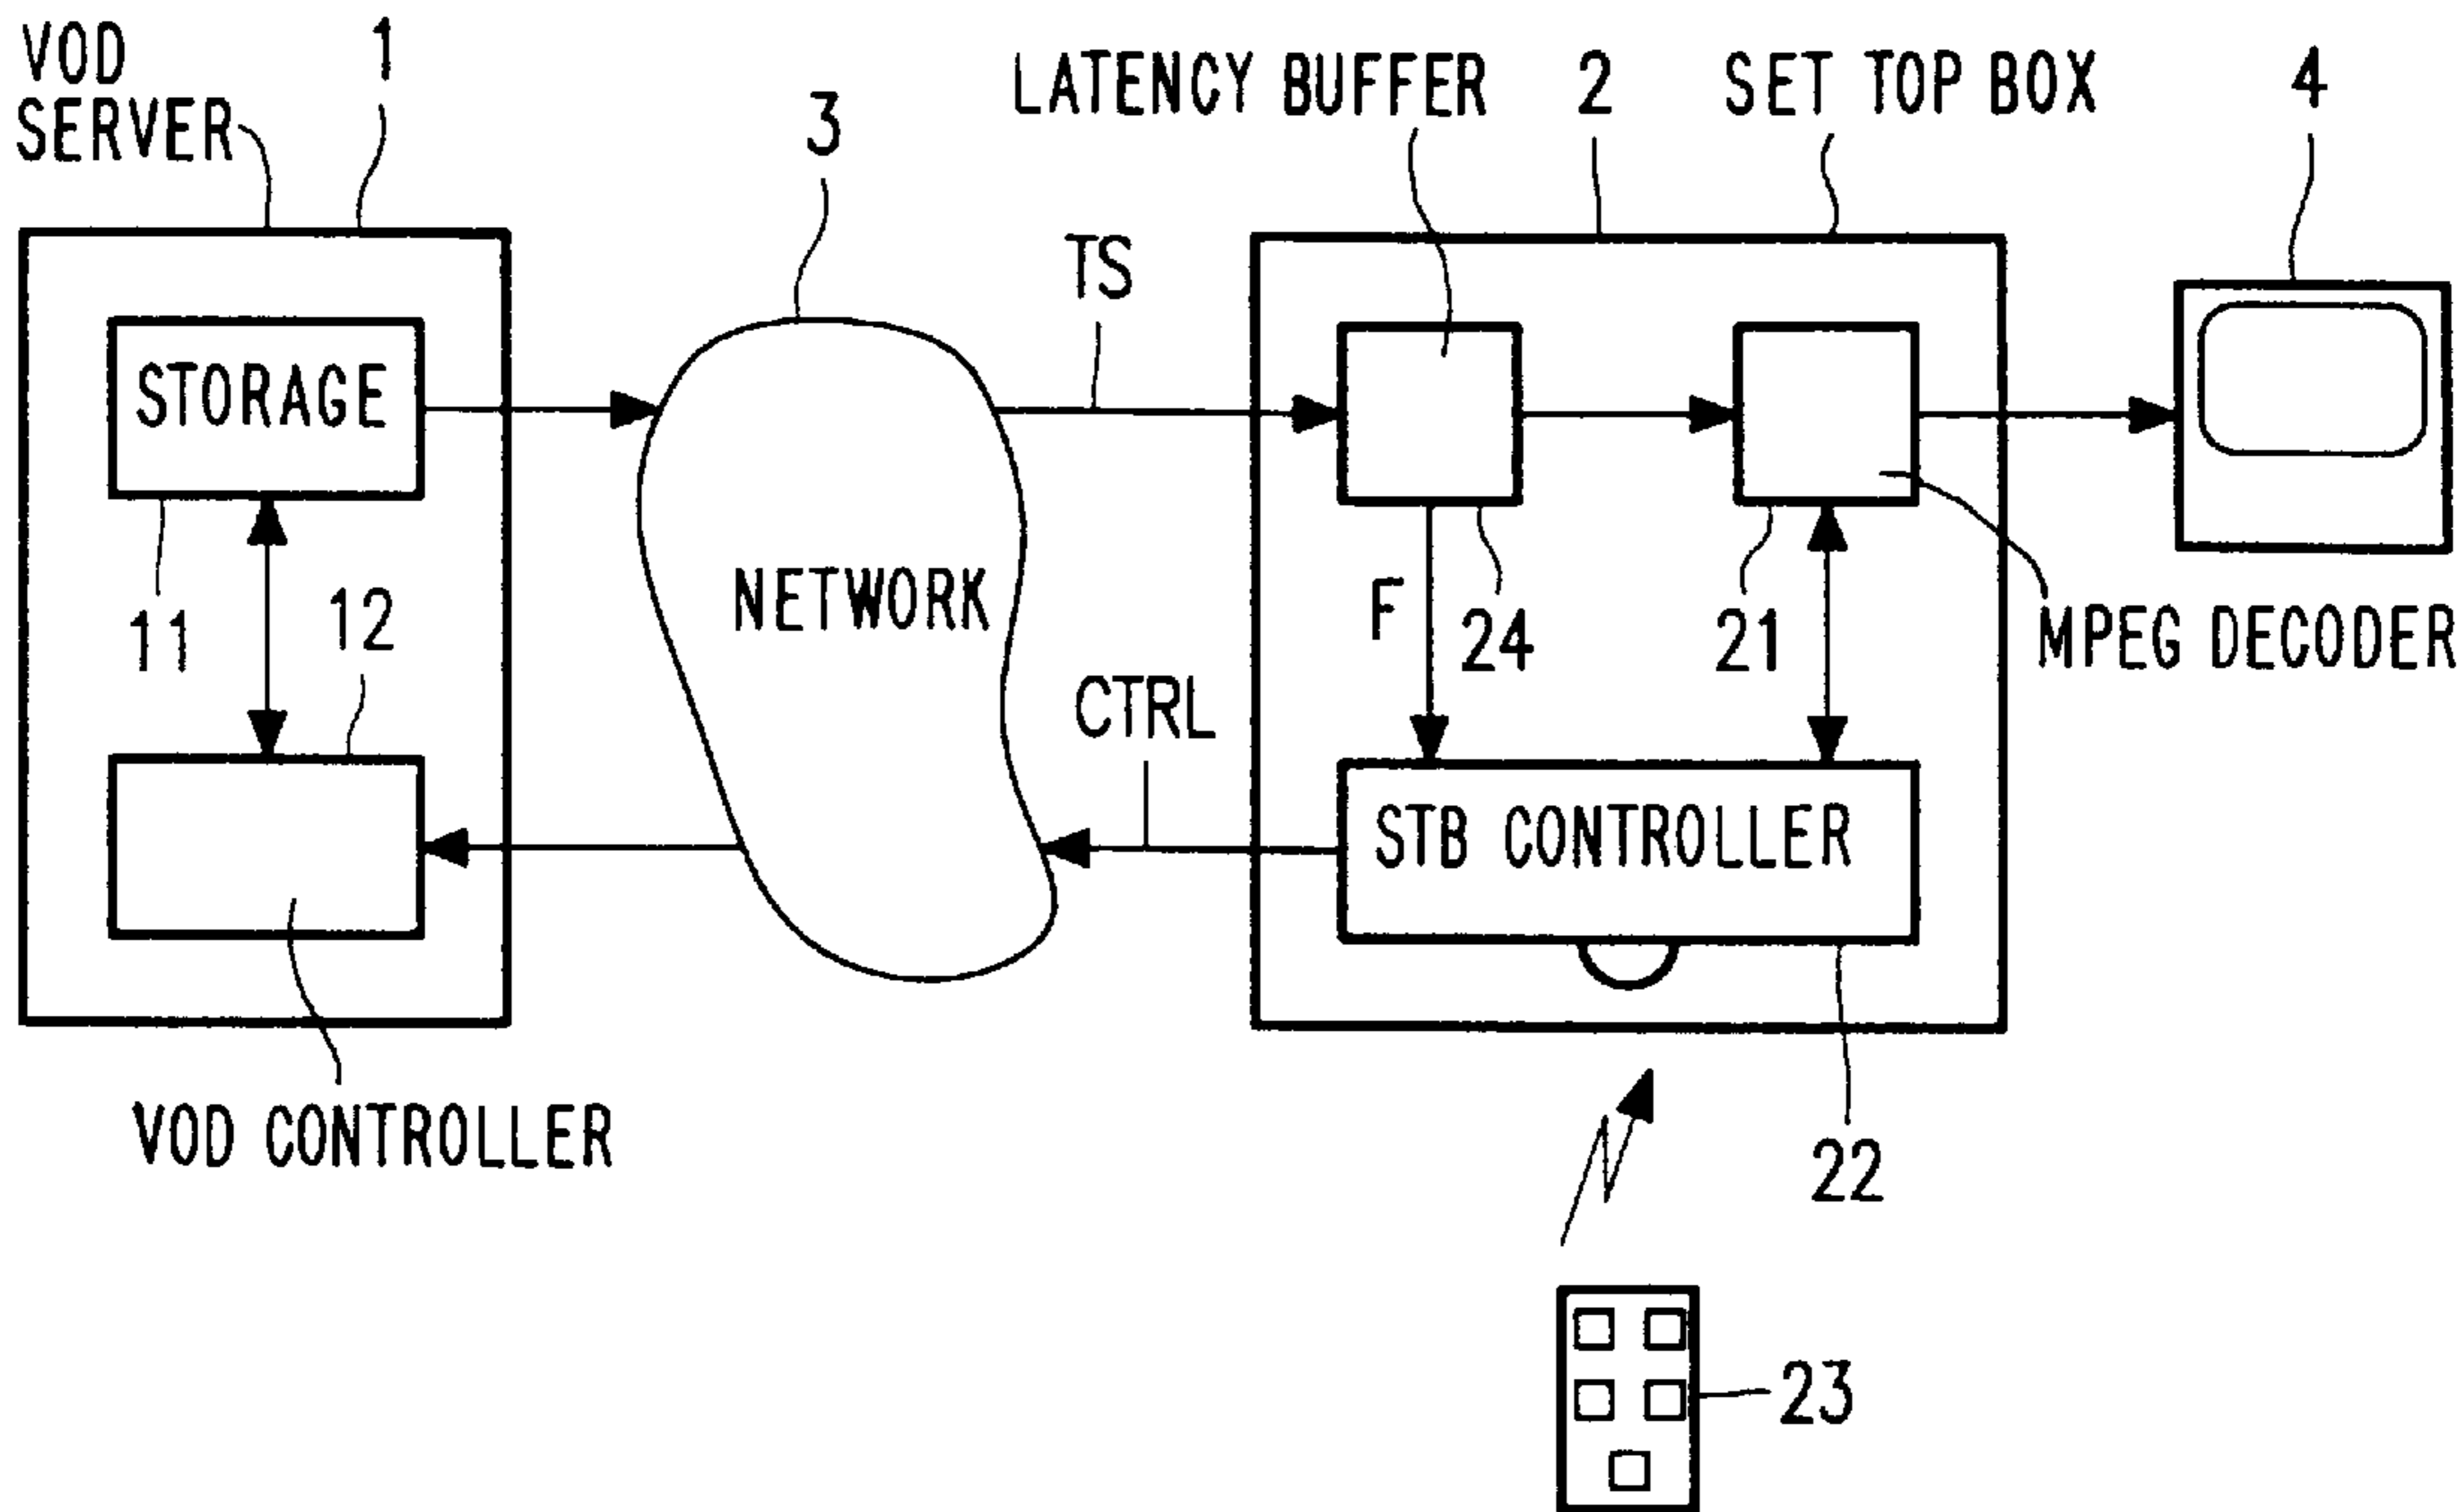 VOD
SERVER
1
3
LATENCY BUFFER
2
SET TOP BOX
4
TS
STORAGE
11
12
NETWORK
F
24
21
MPEG DECODER
CTRL
STB CONTROLLER
VOD CONTROLLER
22
23